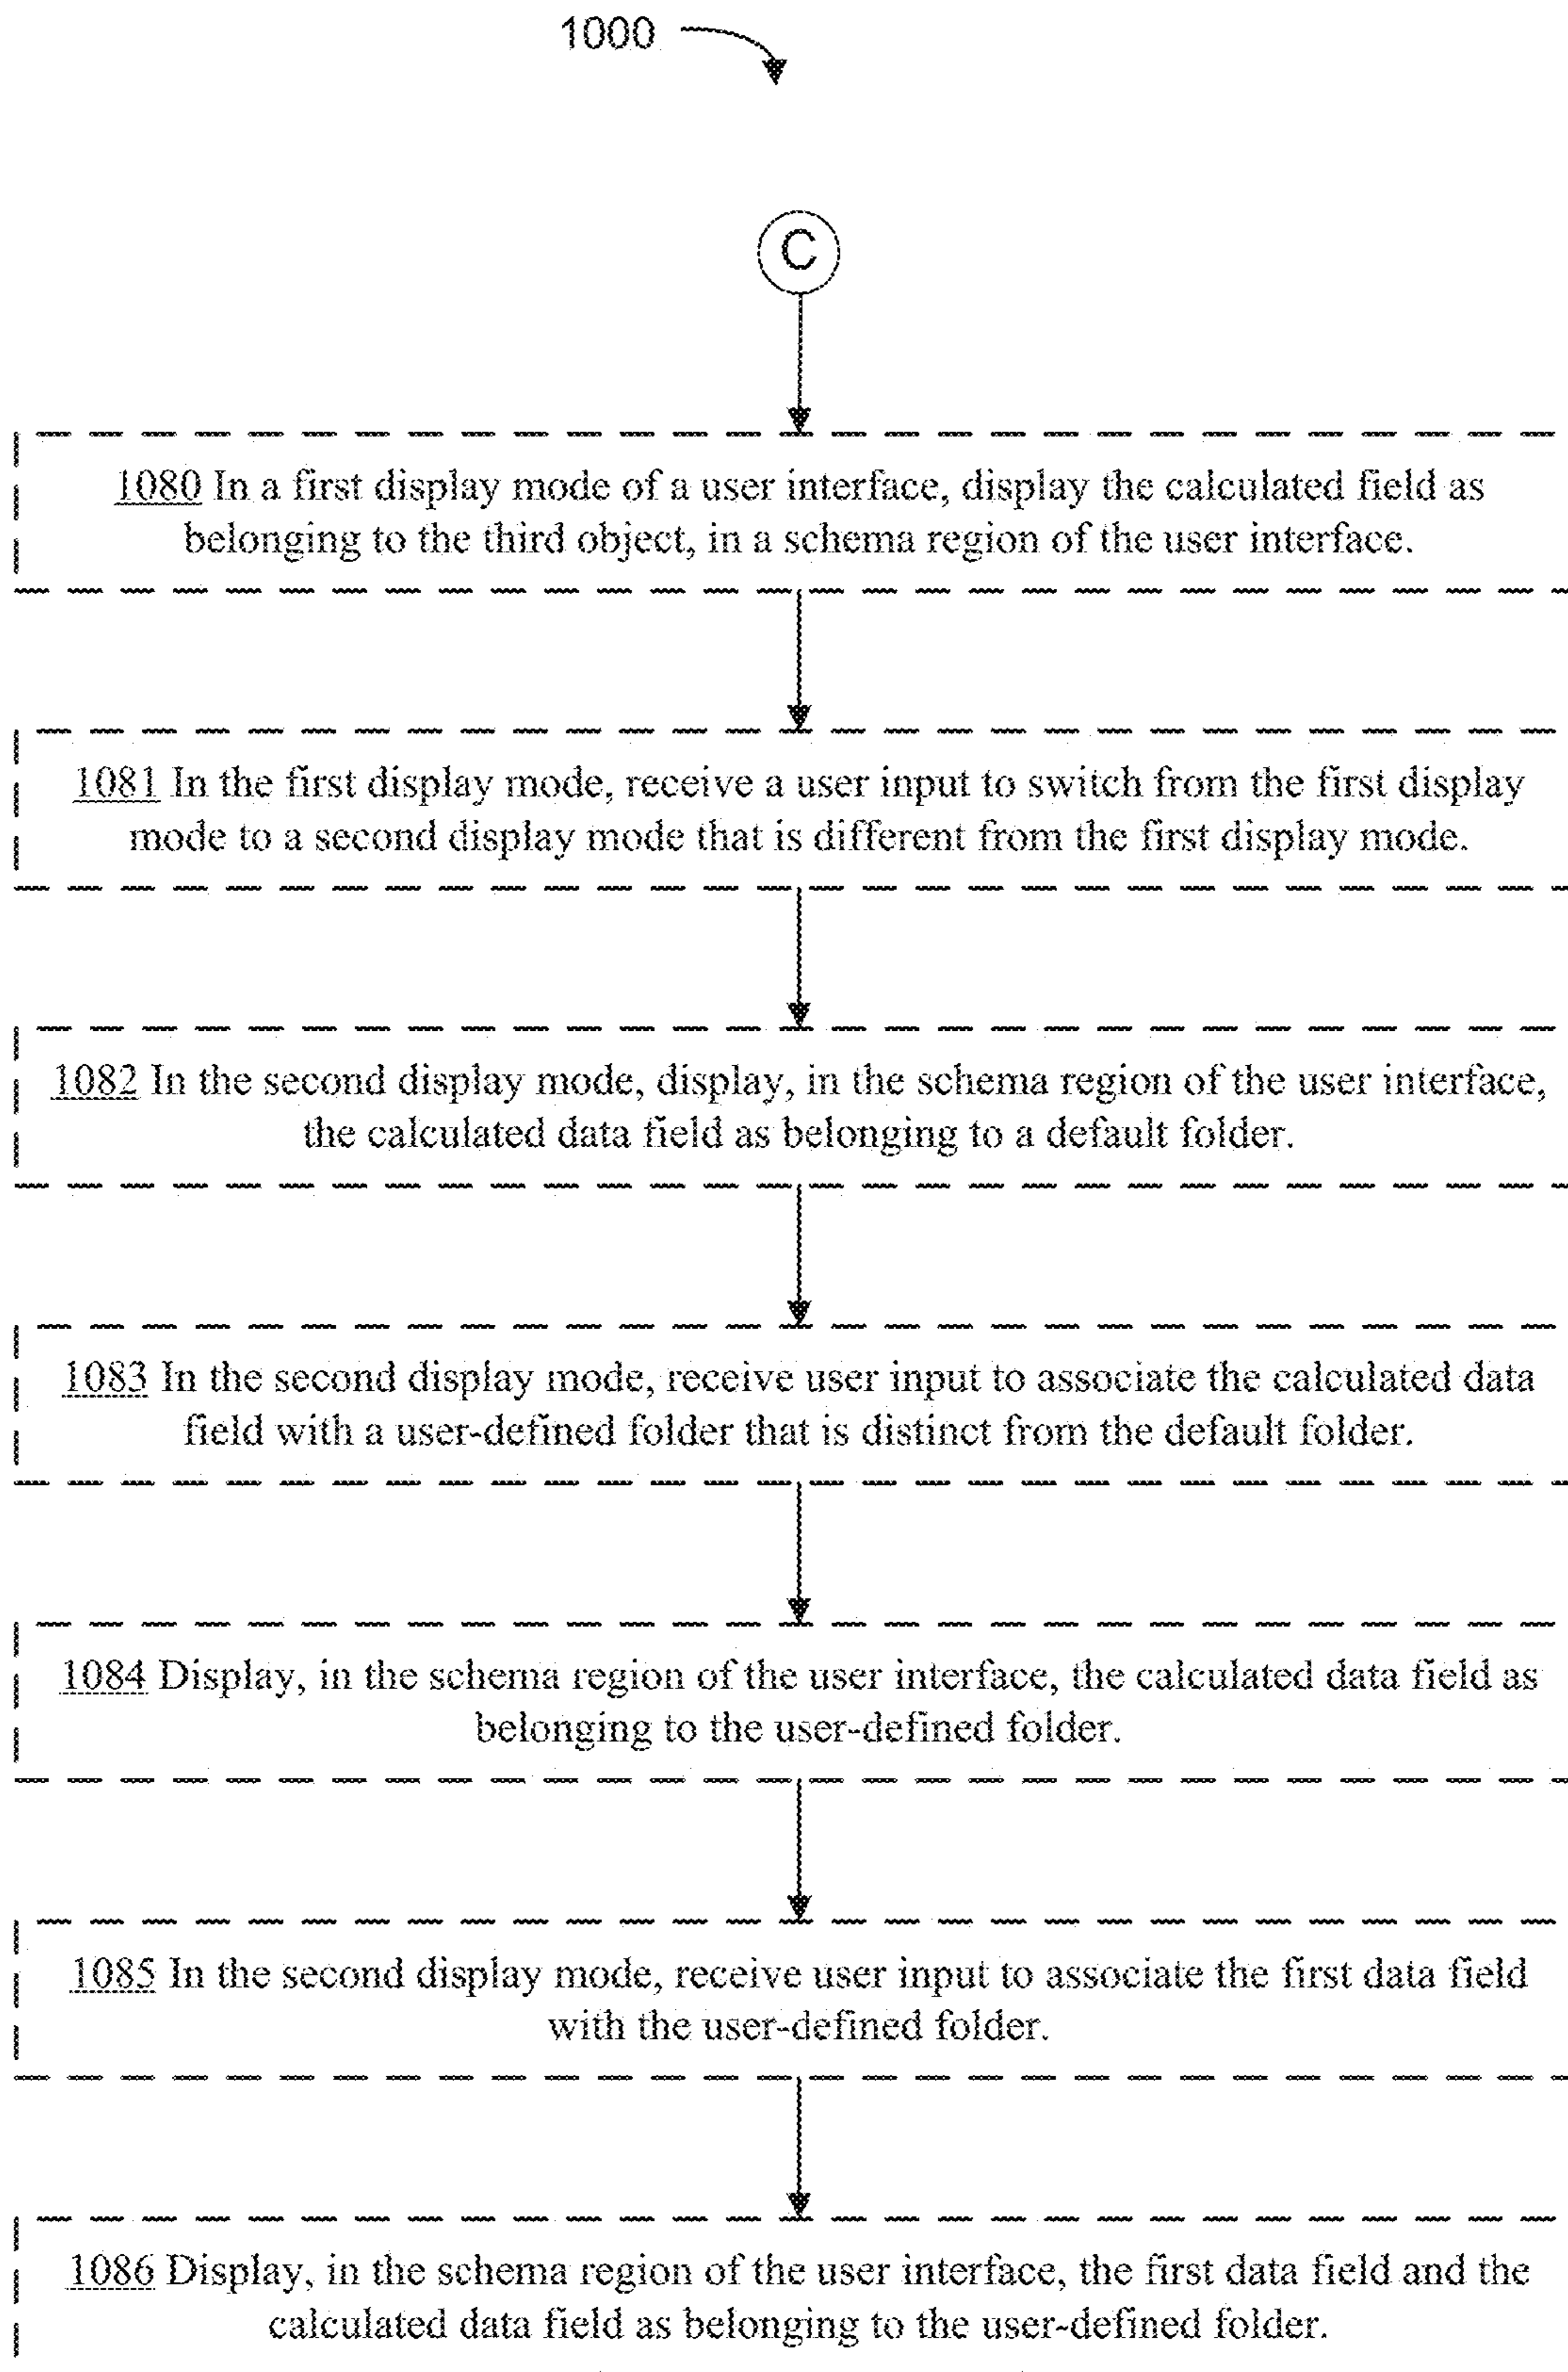 1000
C
1080 In a first display mode of a user interface, display the calculated field as
belonging to the third object, in a schema region of the user interface.
1081 In the first display mode, receive a user input to switch from the first display
mode to a second display mode that is different from the first display mode.
1082 In the second display mode, display, in the schema region of the user interface,
the calculated data field as belonging to a default folder.
1083 In the second display mode, receive user input to associate the calculated data
field with a user-defined folder that is distinct from the default folder.
1084 Display, in the schema region of the user interface, the calculated data field as
belonging to the user-defined folder.
1085 In the second display mode, receive user input to associate the first data field
with the user-defined folder.
1086 Display, in the schema region of the user interface, the first data field and the
calculated data field as belonging to the user-defined folder.